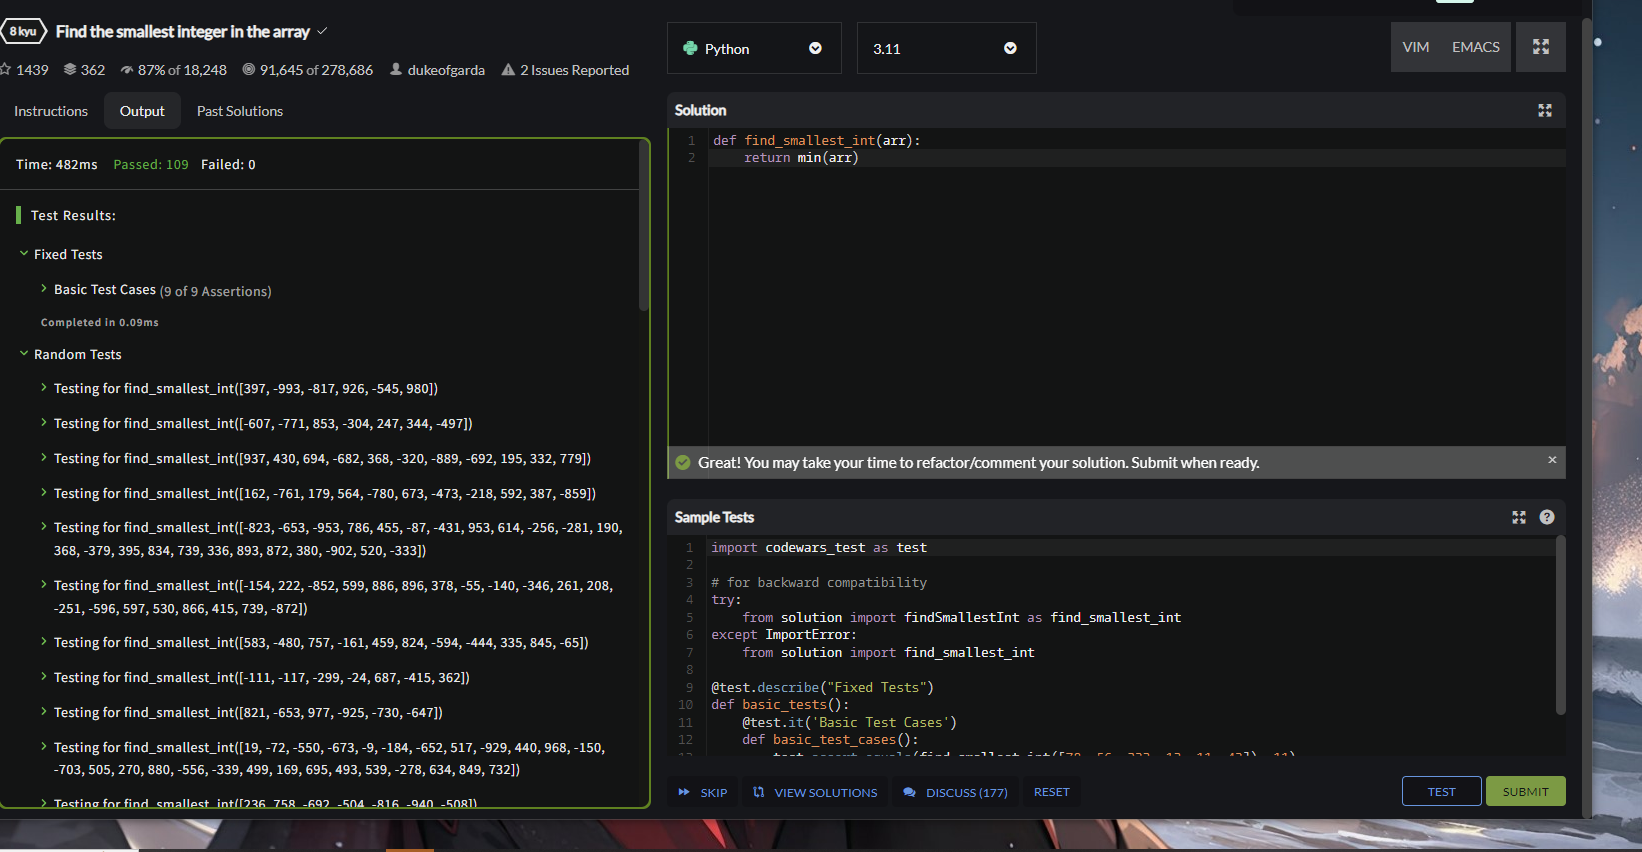 8 kyu Find the smallest integer in the array
1439 362 87% of 18,248 91,645 of 278,686 dukeofgarda 2 Issues Reported
Instructions Output Past Solutions
Time: 482ms Passed: 109 Failed: 0
Test Results:
Fixed Tests
Basic Test Cases (9 of 9 Assertions)
Completed in 0.09ms
Random Tests
Testing for find_smallest_int([397, -993, -817, 926, -545, 980])
Testing for find_smallest_int([-607, -771, 853, -304, 247, 344, -497])
Testing for find_smallest_int([937, 430, 694, -682, 368, -320, -889, -692, 195, 332, 779])
Testing for find_smallest_int([162, -761, 179, 564, -780, 673, -473, -218, 592, 387, -859])
Testing for find_smallest_int([-823, -653, -953, 786, 455, -87, -431, 953, 614, -256, -281, 190,
368, -379, 395, 834, 739, 336, 893, 872, 380, -902, 520, -333])
Testing for find_smallest_int([-154, 222, -852, 599, 886, 896, 378, -55, -140, -346, 261, 208,
-251, -596, 597, 530, 866, 415, 739, -872])
Testing for find_smallest_int([583, -480, 757, -161, 459, 824, -594, -444, 335, 845, -65])
Testing for find_smallest_int([-111, -117, -299, -24, 687, -415, 362])
Testing for find_smallest_int([821, -653, 977, -925, -730, -647])
Testing for find_smallest_int([19, -72, -550, -673, -9, -184, -652, 517, -929, 440, 968, -150,
-703, 505, 270, 880, -556, -339, 499, 169, 695, 493, 539, -278, 634, 849, 732])
Testing for find_smallest_int([236, 758, -692, -504, -816, -940, -508])
Python 3.11 VIM EMACS
Solution
1 def find_smallest_int(arr):
2 return min(arr)
Great! You may take your time to refactor/comment your solution. Submit when ready.
Sample Tests
1 import codewars_test as test
2
3 # for backward compatibility
4 try:
5 from solution import findSmallestInt as find_smallest_int
6 except ImportError:
7 from solution import find_smallest_int
8
9 @test.describe("Fixed Tests")
10 def basic_tests():
11 @test.it('Basic Test Cases')
12 def basic_test_cases():
13 test.assert_equals(find_smallest_int([78, 56, 232, 12, 11, 43]), 11)
SKIP VIEW SOLUTIONS DISCUSS (177) RESET TEST SUBMIT